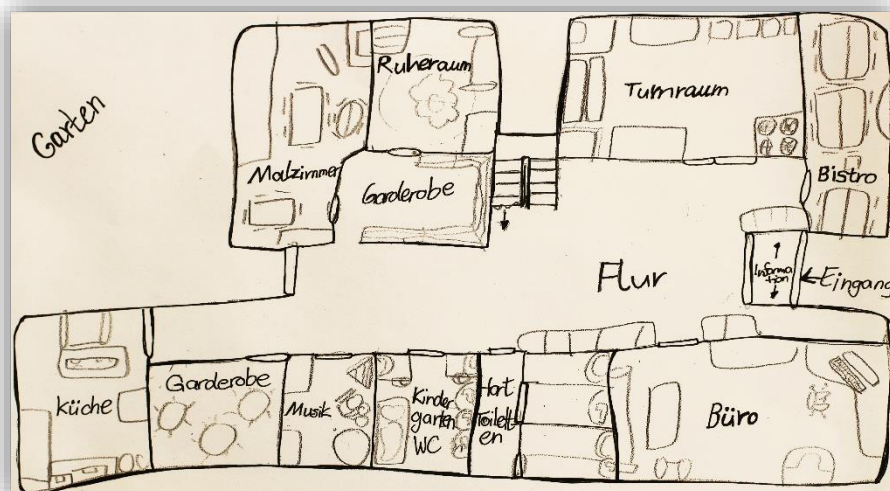 Garten
Ruheraum
Turnraum
Malzimmer
Garderobe
Bistro
Flur
Informa
tion
Eingang
Küche
Garderobe
Musik
Kinder
garten
WC
Hort
Toilett
en
Büro